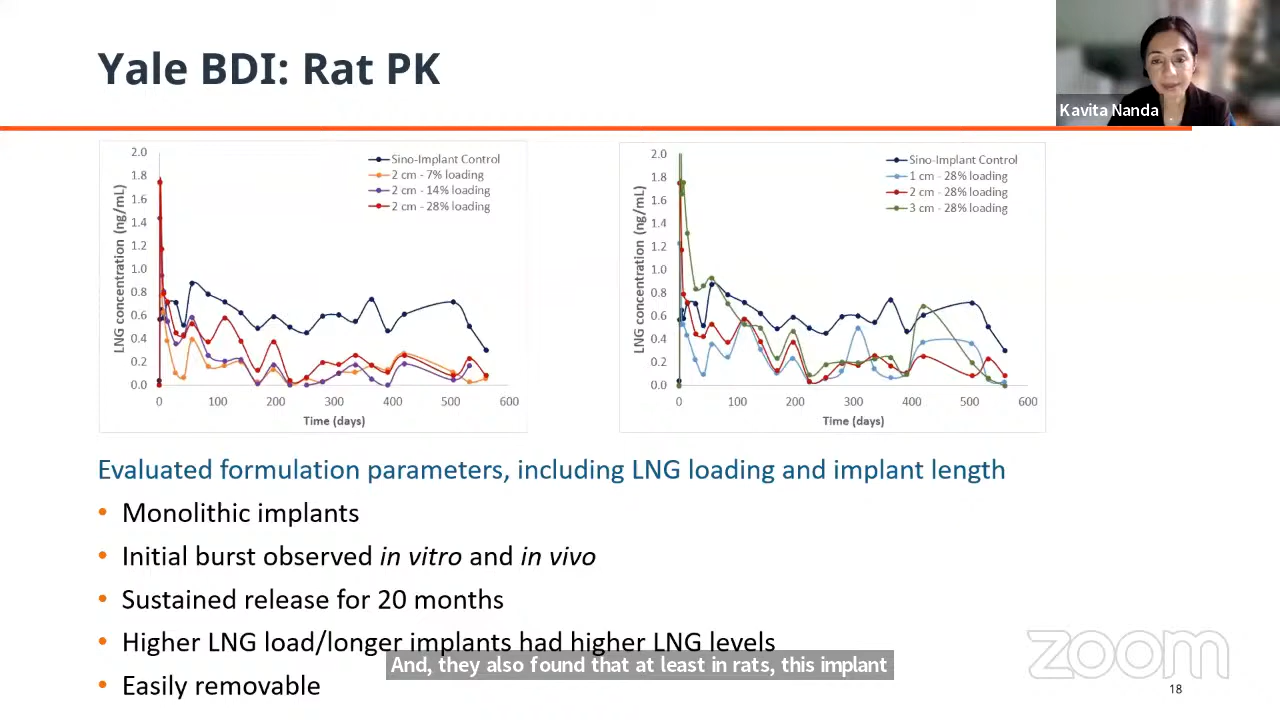 Yale BDI: Rat PK
Kavita Nanda
2.0
1.8
1.6
1.4
1.2
1.0
0.8
0.6
0.4
0.2
0.0
LNG concentration (ng/mL)
Sino-Implant Control
2 cm - 7% loading
2 cm - 14% loading
2 cm - 28% loading
0 100 200 300 400 500 600
Time (days)
2.0
1.8
1.6
1.4
1.2
1.0
0.8
0.6
0.4
0.2
0.0
LNG concentration (ng/mL)
Sino-Implant Control
1 cm - 28% loading
2 cm - 28% loading
3 cm - 28% loading
0 100 200 300 400 500 600
Time (days)
Evaluated formulation parameters, including LNG loading and implant length
• Monolithic implants
• Initial burst observed in vitro and in vivo
• Sustained release for 20 months
• Higher LNG load/longer implants had higher LNG levels
And, they also found that at least in rats, this implant
• Easily removable
zoom
18